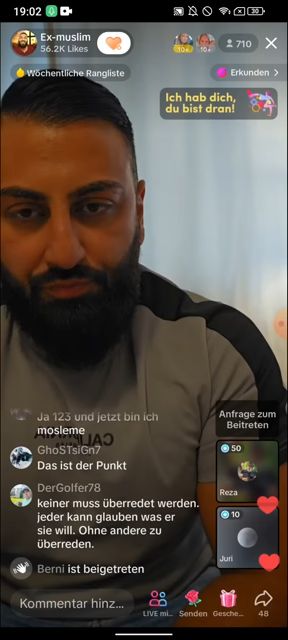 19:02
30
Ex-muslim
56.2K Likes
10+
10+
710
Wöchentliche Rangliste
Erkunden >
Ich hab dich,
du bist dran!
Ja 123 und jetzt bin ich
mosleme
GhoSTsiGn7
Das ist der Punkt
DerGolfer78
keiner muss überredet werden.
jeder kann glauben was er
sie will. Ohne andere zu
überreden.
Berni ist beigetreten
Anfrage zum
Beitreten
50
Reza
10
Juri
Kommentar hinz...
LIVE mi...
Senden
Gesche...
48